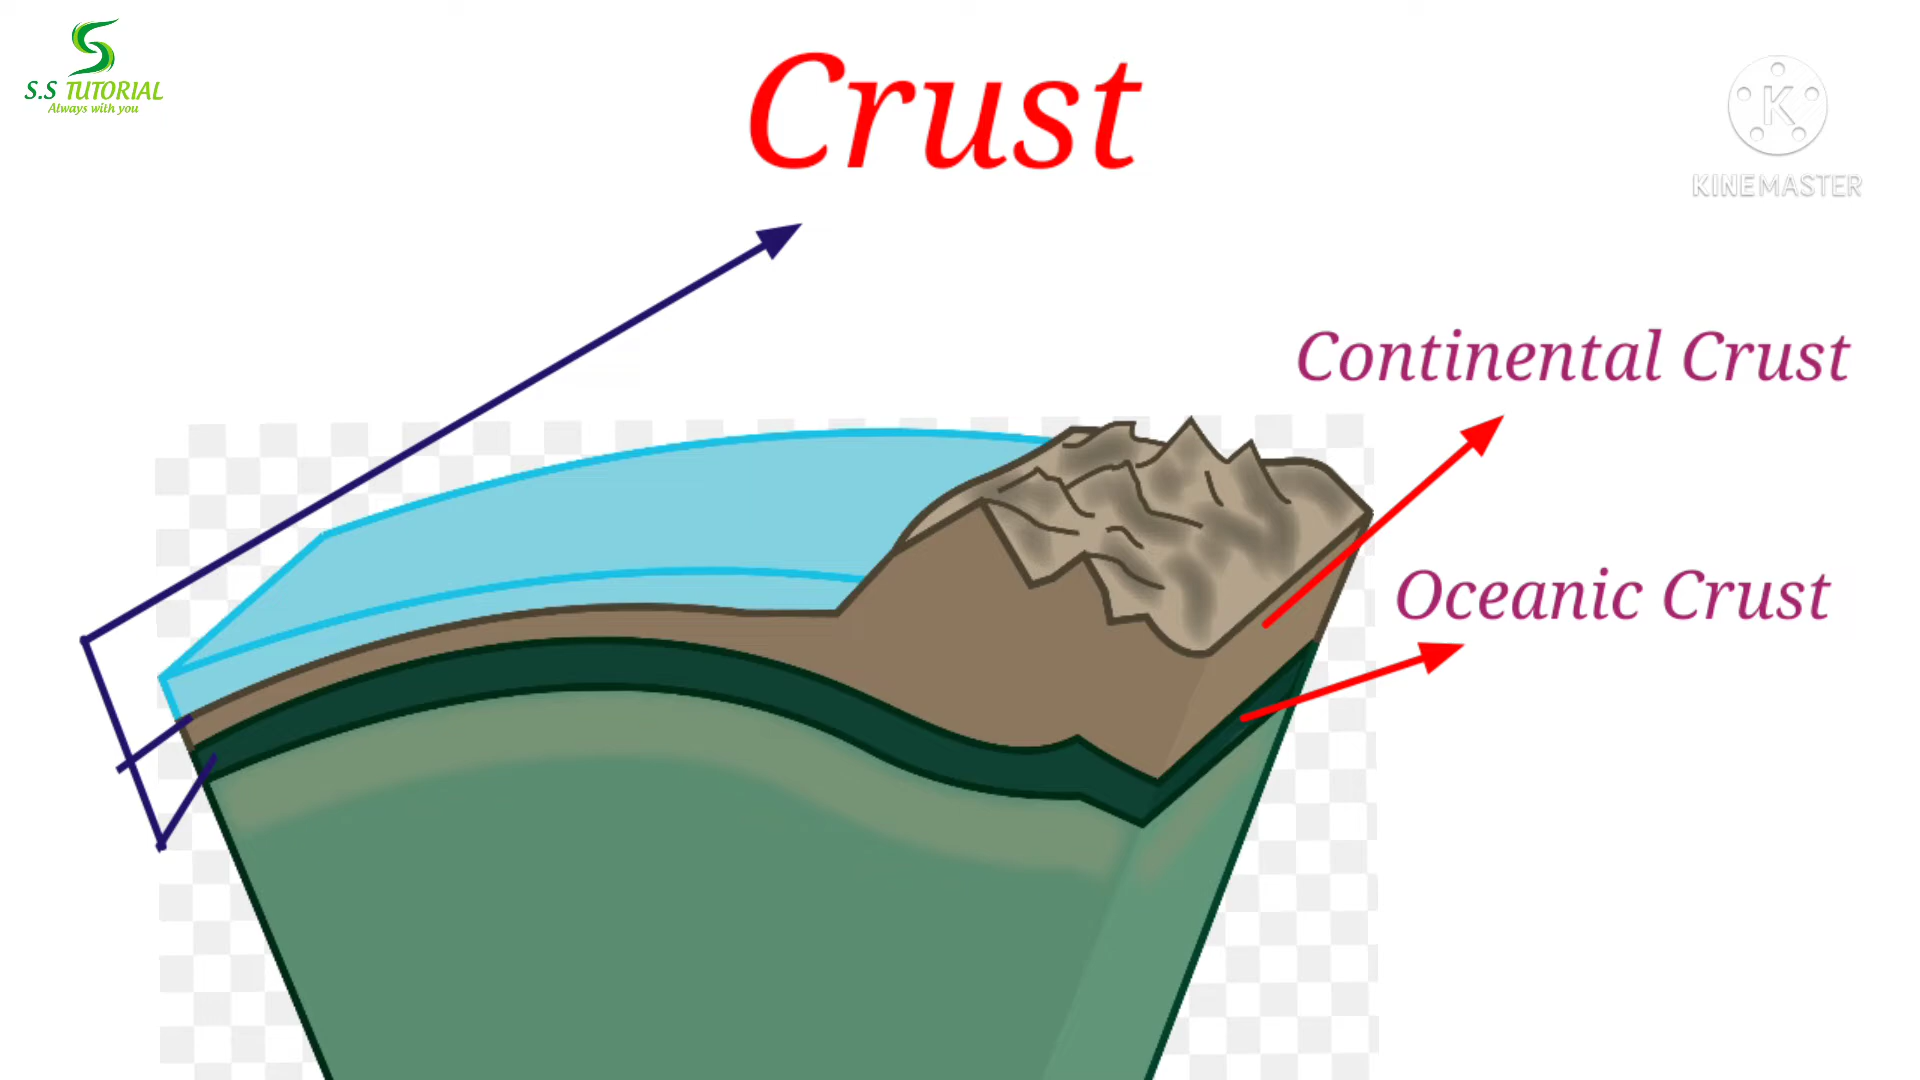 S.S TUTORIAL
Always with you
Crust
KINEMASTER
Continental Crust
Oceanic Crust